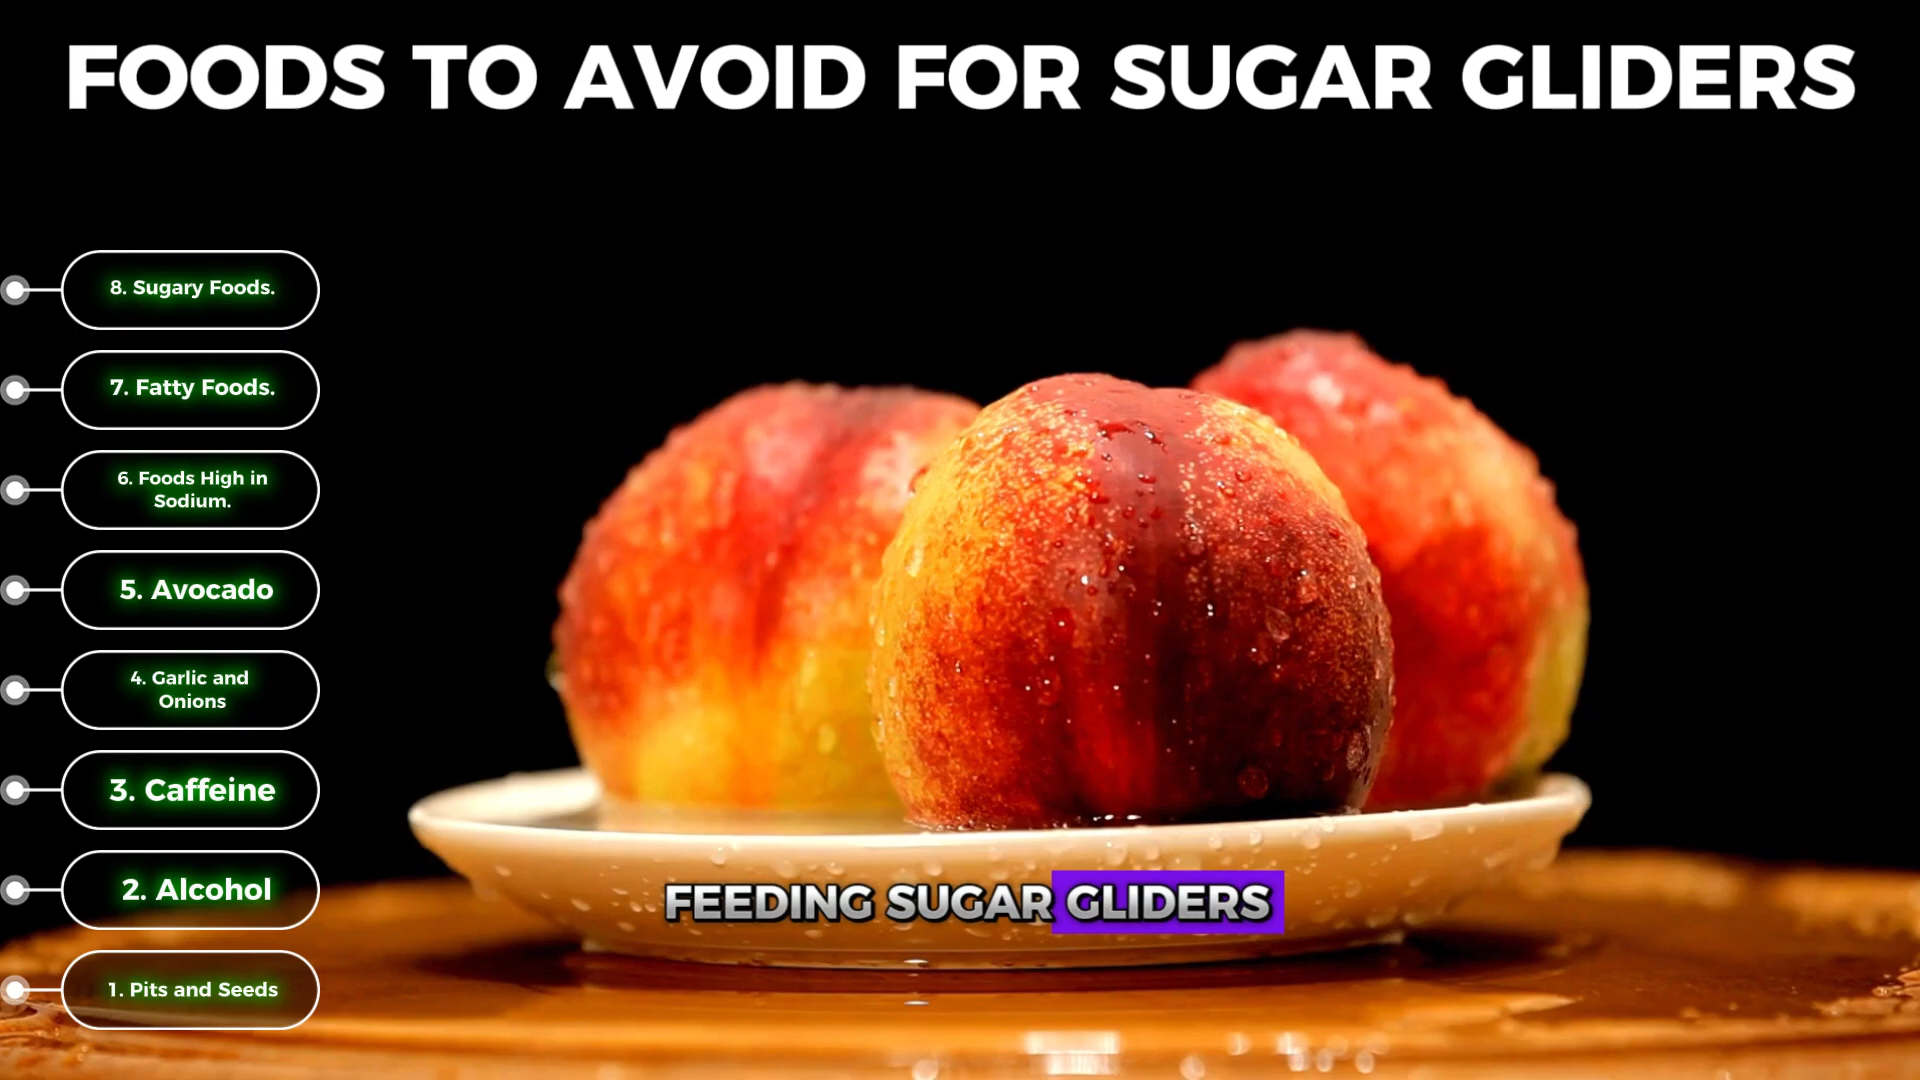 FOODS TO AVOID FOR SUGAR GLIDERS
8. Sugary Foods.
7. Fatty Foods.
6. Foods High in
Sodium.
5. Avocado
4. Garlic and
Onions
3. Caffeine
2. Alcohol
1. Pits and Seeds
FEEDING SUGAR GLIDERS